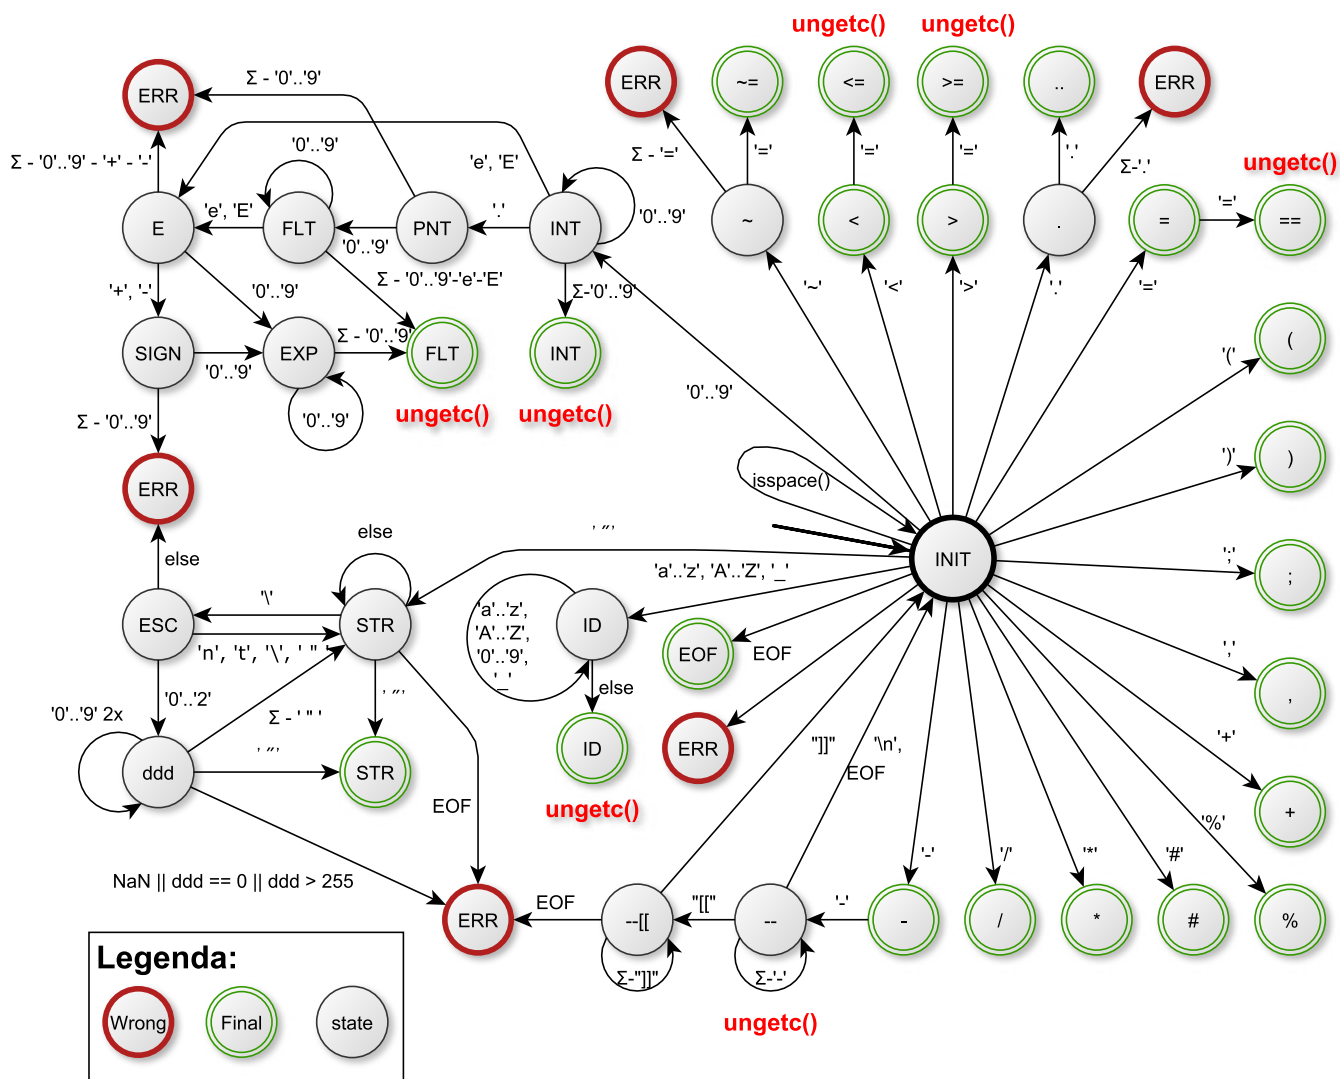 ungetc()
ungetc()
ERR
Σ - '0'..'9'
ERR
~=
<=
>=
..
ERR
Σ - '0'..'9' - '+' - '-'
'0'..'9'
'e', 'E'
Σ - '='
'='
'='
'='
'.'
Σ-'.'
ungetc()
E
'e', 'E'
FLT
'0'..'9'
PNT
'.'
INT
'0'..'9'
~
<
>
.
=
'='
==
'+', '-'
'0'..'9'
Σ - '0'..'9'-'e'-'E'
Σ-'0'..'9'
'~'
'<'
'>'
'.'
'='
SIGN
'0'..'9'
EXP
Σ - '0'..'9'
FLT
INT
'('
(
'0'..'9'
'0'..'9'
ungetc()
ungetc()
Σ - '0'..'9'
')'
)
ERR
isspace()
else
else
' " '
INIT
'a'..'z', 'A'..'Z', '_'
';'
;
'\'
ESC
'n', 't', '\', ' " '
STR
'a'..'z',
'A'..'Z',
'0'..'9',
'_'
ID
EOF
EOF
','
,
'0'..'2'
else
' " '
'0'..'9' 2x
Σ - ' " '
' " '
ddd
STR
ID
ERR
"]]"
'\n',
EOF
'+'
+
ungetc()
EOF
'%'
NaN || ddd == 0 || ddd > 255
'-'
'/'
'*'
'#'
ERR
EOF
--[[
"[["
--
'-'
-
/
*
#
%
Σ-"]]"
Σ-'-'
ungetc()
Legenda:
Wrong
Final
state